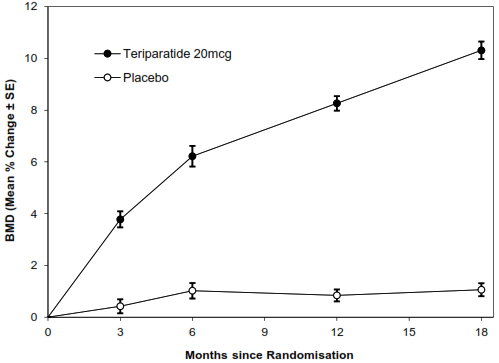 12
10
8
6
4
2
0
BMD (Mean % Change ± SE)
Teriparatide 20mcg
Placebo
0 3 6 9 12 15 18
Months since Randomisation